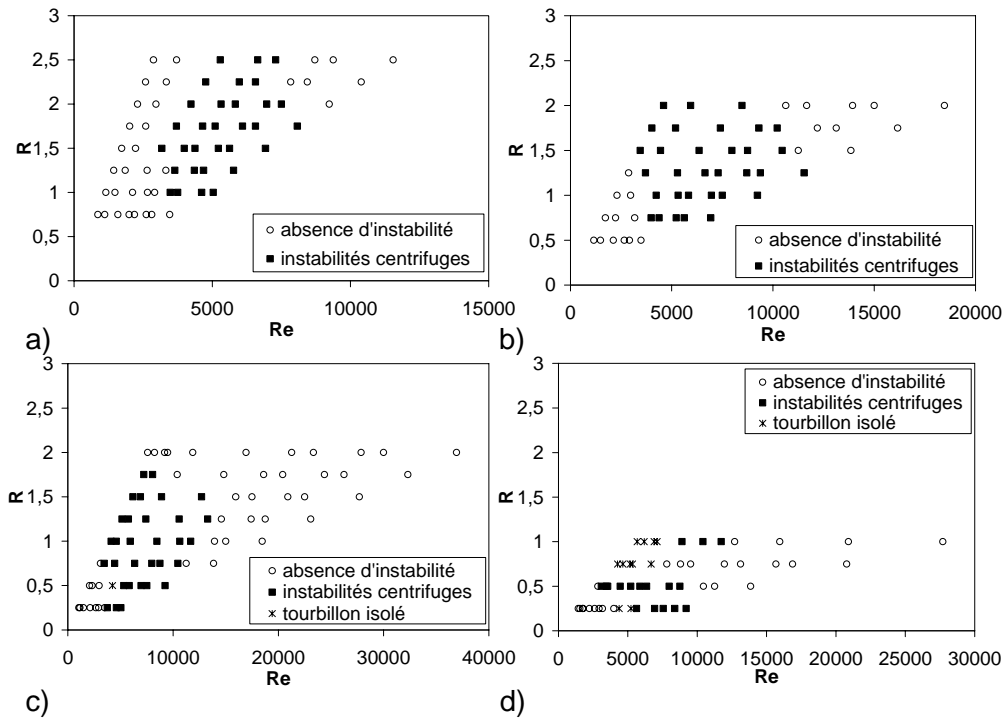 3
2,5
2
1,5
1
0,5
0
R
0
5000
10000
15000
Re
absence d'instabilité
instabilités centrifuges
a)
3
2,5
2
1,5
1
0,5
0
R
0
5000
10000
15000
20000
Re
absence d'instabilité
instabilités centrifuges
b)
3
2,5
2
1,5
1
0,5
0
R
0
10000
20000
30000
40000
Re
absence d'instabilité
instabilités centrifuges
tourbillon isolé
c)
3
2,5
2
1,5
1
0,5
0
R
0
5000
10000
15000
20000
25000
30000
Re
absence d'instabilité
instabilités centrifuges
tourbillon isolé
d)